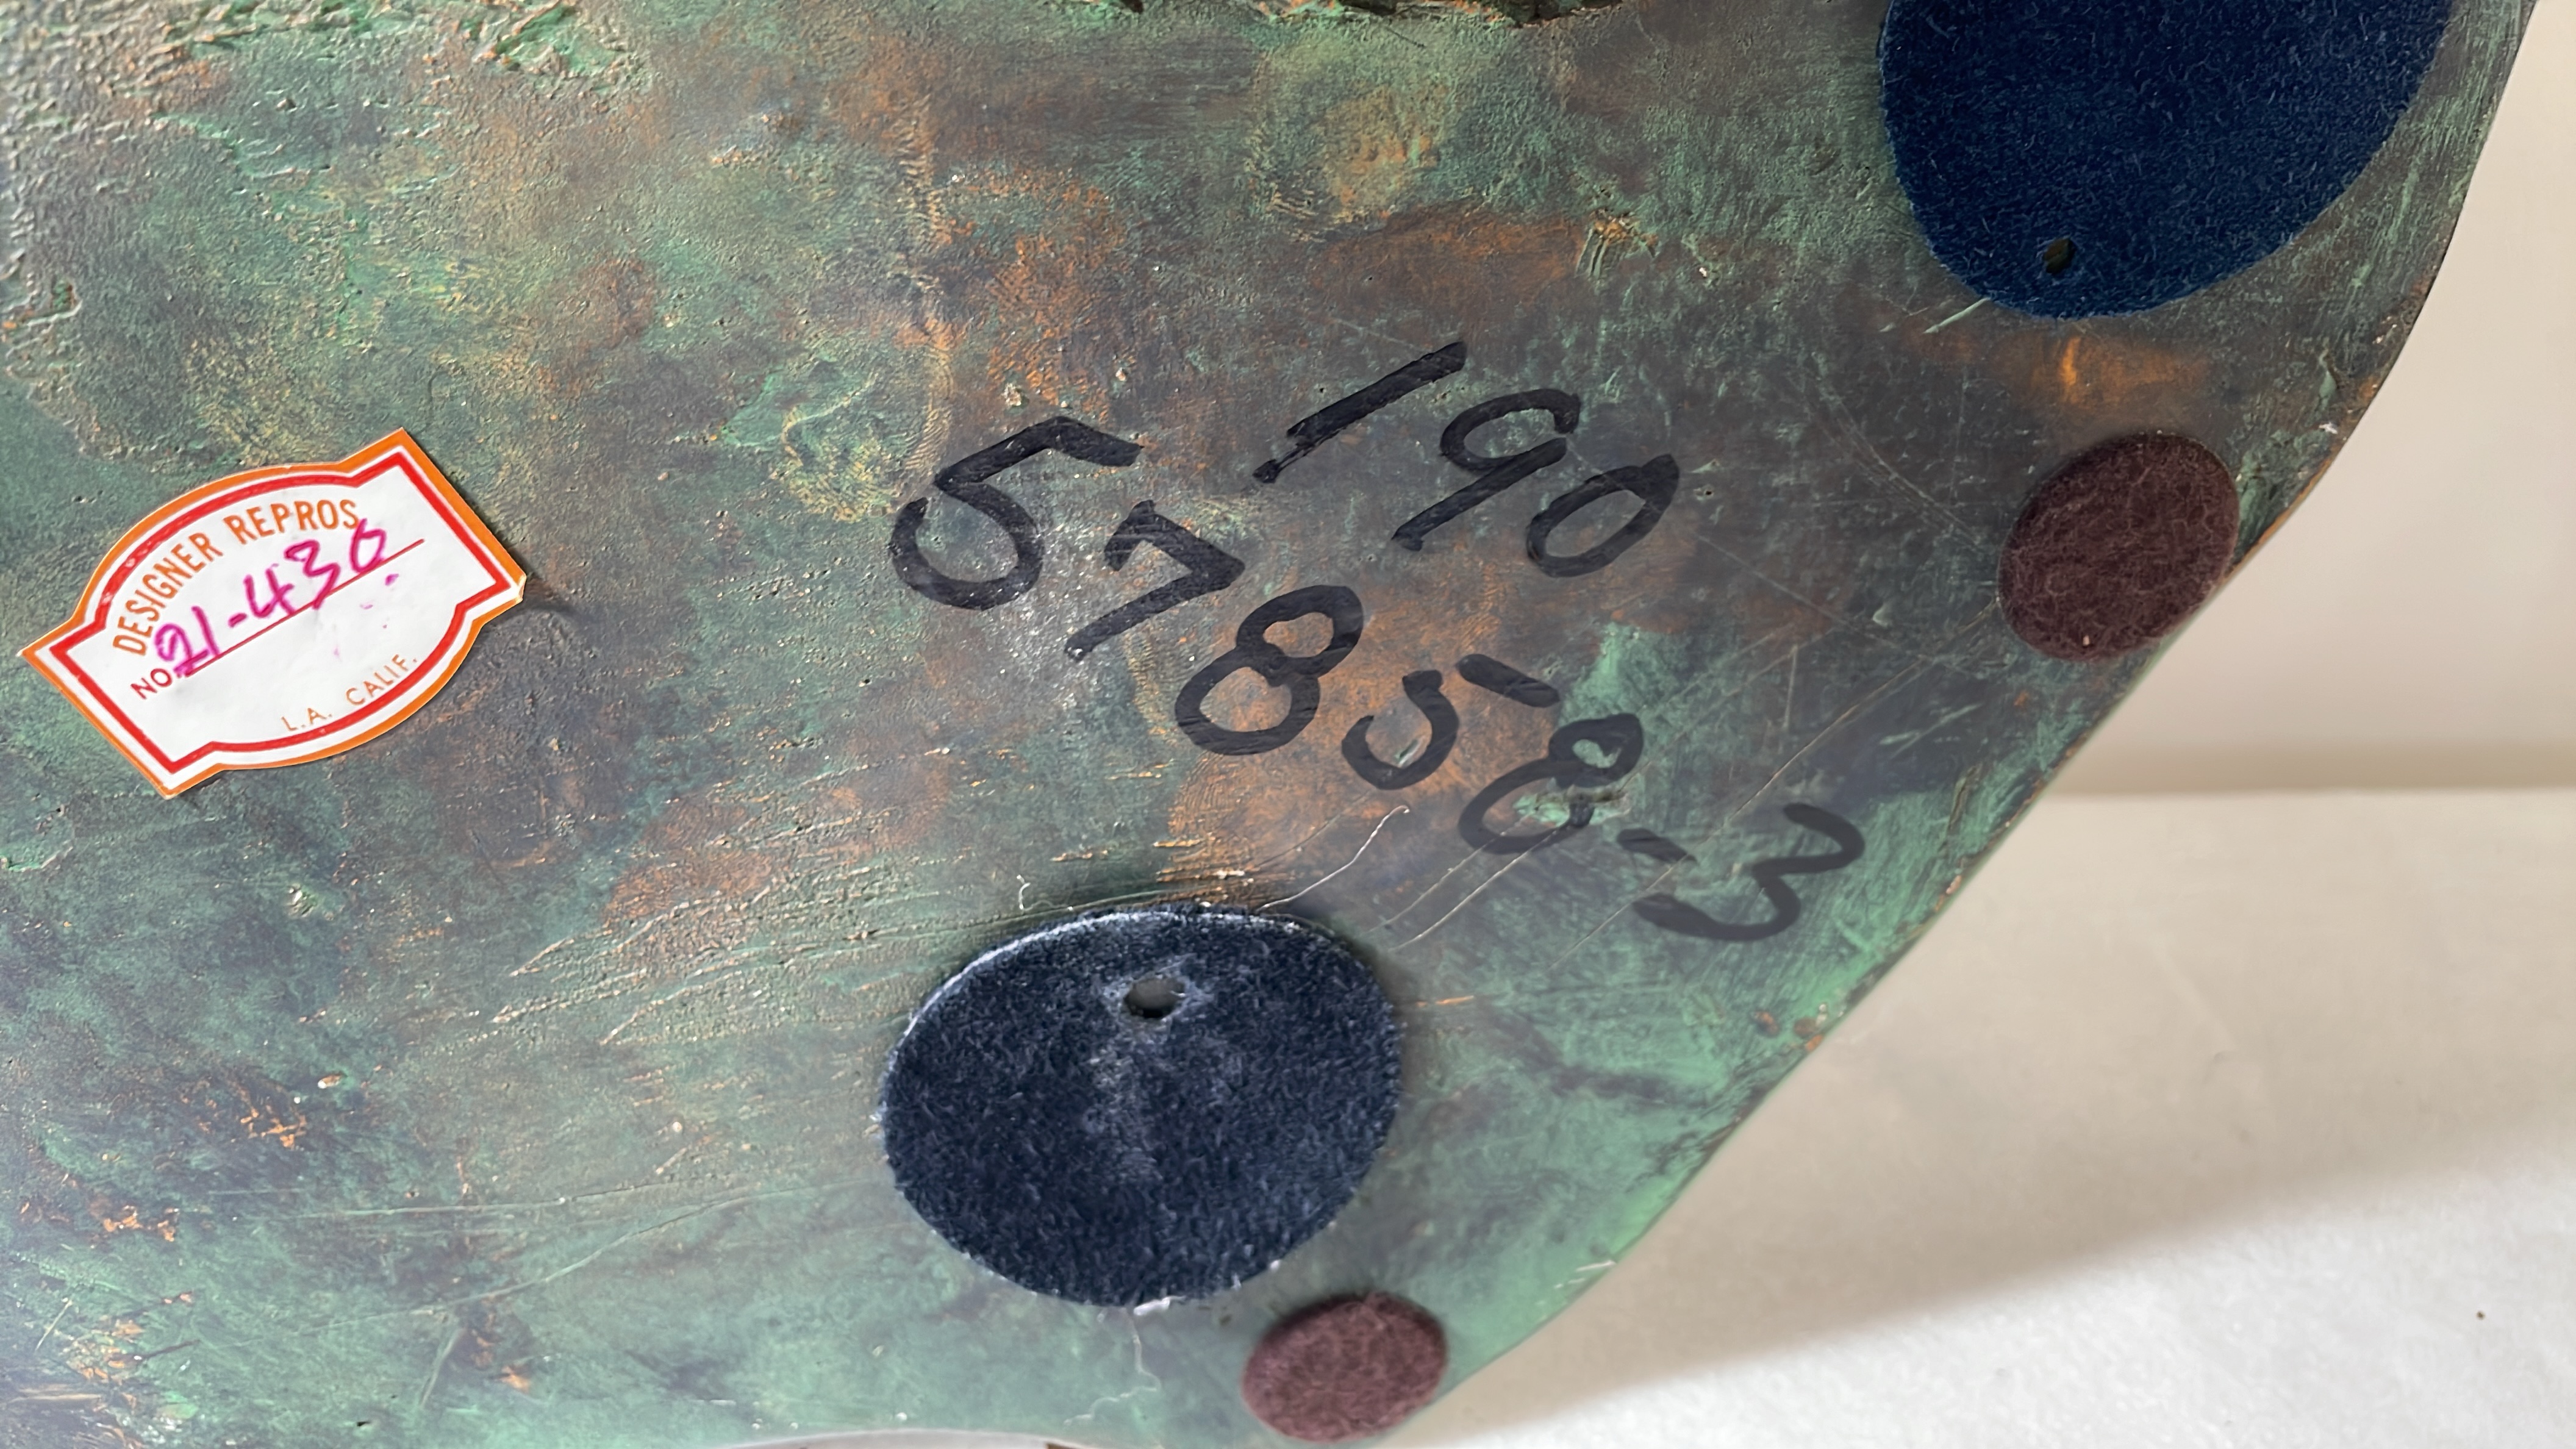 DESIGNER REPROS
NO. 21-430
L.A. CALIF.
190
57858-3